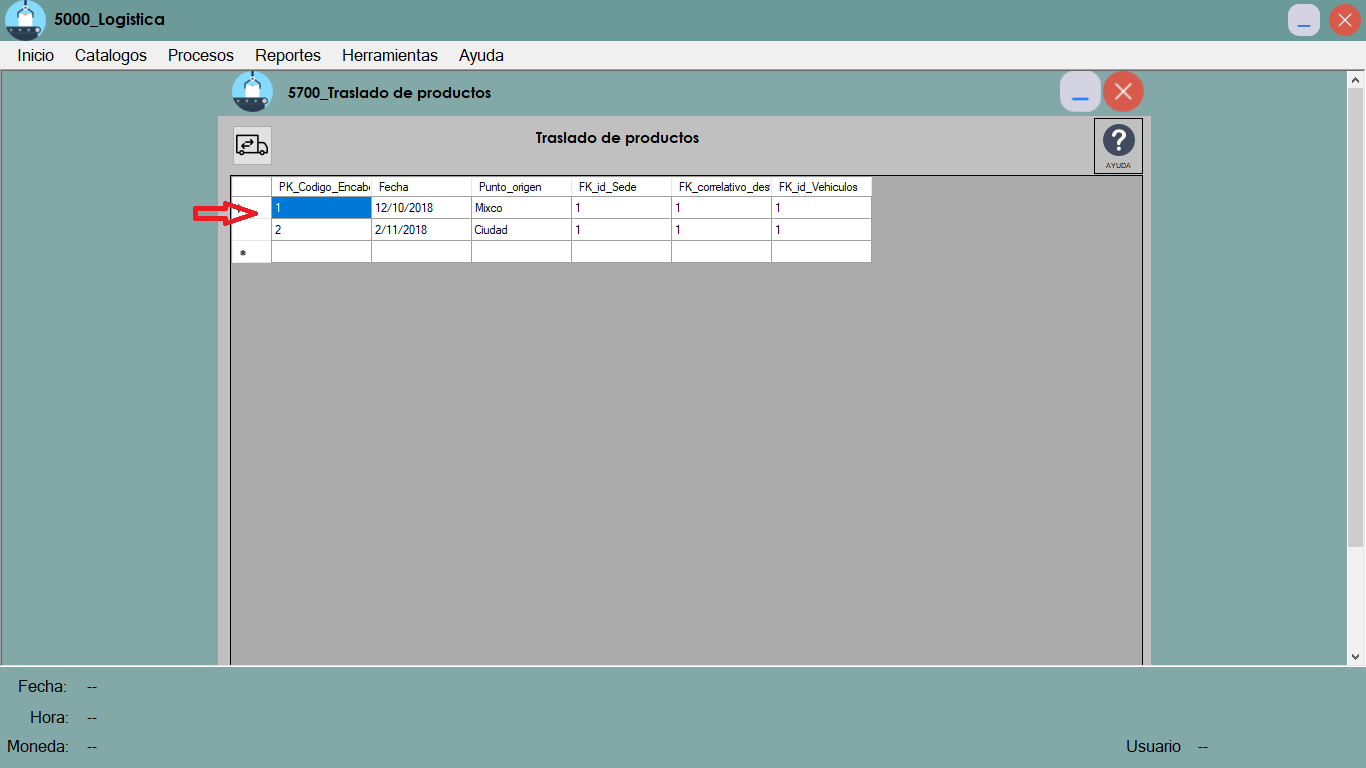 5000_Logistica
Inicio Catalogos Procesos Reportes Herramientas Ayuda
5700_Traslado de productos
Traslado de productos
AYUDA
PK_Codigo_Encabe Fecha Punto_origen FK_id_Sede FK_correlativo_des FK_id_Vehiculos
1 12/10/2018 Mixco 1 1 1
2 2/11/2018 Ciudad 1 1 1
Fecha: --
Hora: --
Moneda: --
Usuario --